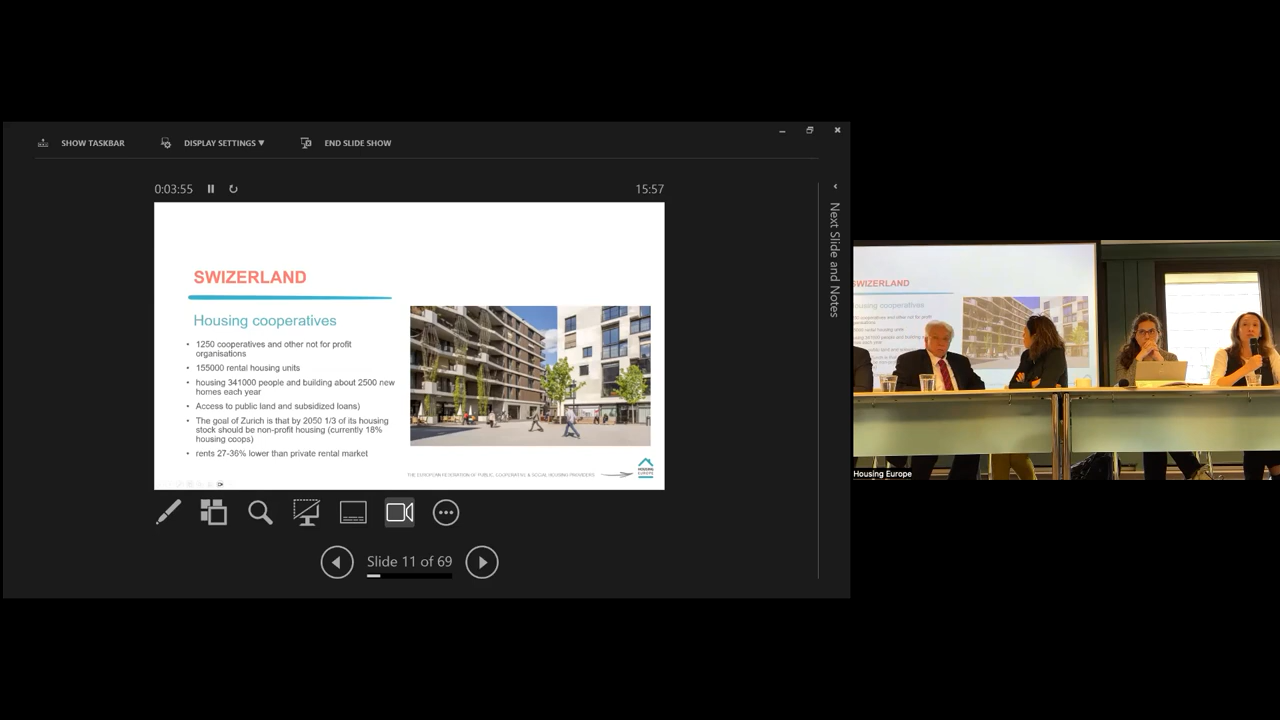 SHOW TASKBAR
DISPLAY SETTINGS ▼
END SLIDE SHOW
0:03:55
15:57
Next Slide and Notes
SWIZERLAND
Housing cooperatives
• 1250 cooperatives and other not for profit
organisations
• 155000 rental housing units
• housing 341000 people and building about 2500 new
homes each year
• Access to public land and subsidized loans)
• The goal of Zurich is that by 2050 1/3 of its housing
stock should be non-profit housing (currently 18%
housing coops)
• rents 27-36% lower than private rental market
THE EUROPEAN FEDERATION OF PUBLIC, COOPERATIVE & SOCIAL HOUSING PROVIDERS
HOUSING
EUROPE
Slide 11 of 69
SWIZERLAND
housing cooperatives
Housing Europe